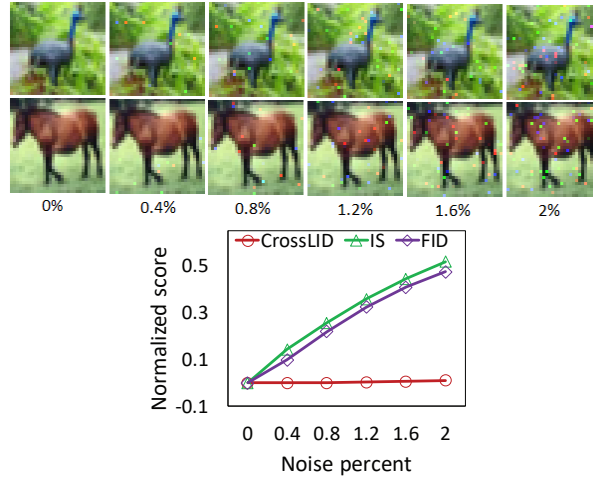 0% 0.4% 0.8% 1.2% 1.6% 2%
CrossLID IS FID
0.5
0.3
0.1
-0.1
Normalized score
0 0.4 0.8 1.2 1.6 2
Noise percent